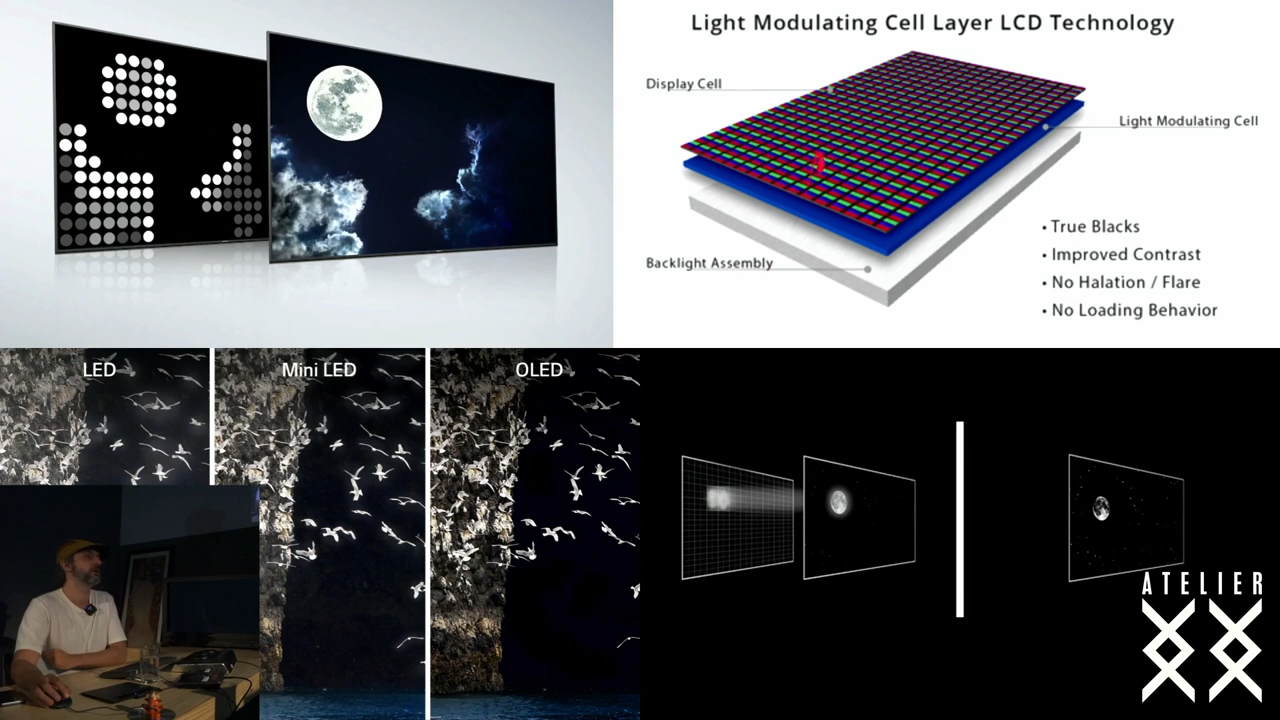 Light Modulating Cell Layer LCD Technology
Display Cell
Light Modulating Cell
• True Blacks
• Improved Contrast
Backlight Assembly
• No Halation / Flare
• No Loading Behavior
LED
Mini LED
OLED
ATELIER